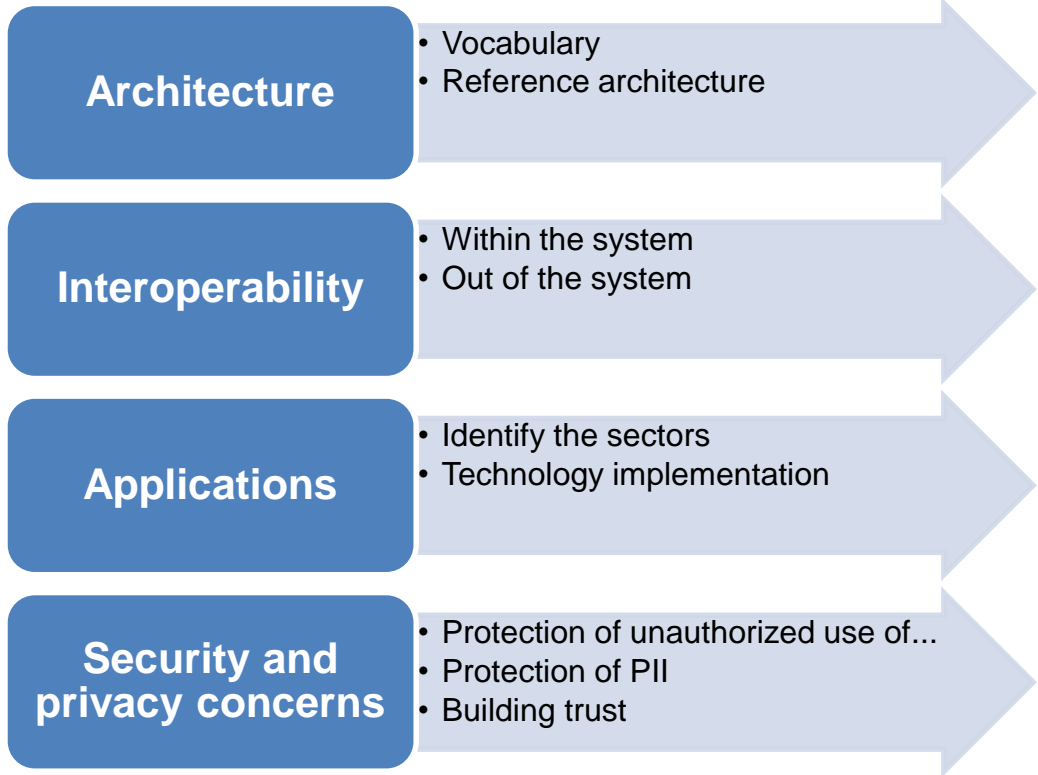 Architecture
• Vocabulary
• Reference architecture
Interoperability
• Within the system
• Out of the system
Applications
• Identify the sectors
• Technology implementation
Security and
privacy concerns
• Protection of unauthorized use of...
• Protection of PII
• Building trust